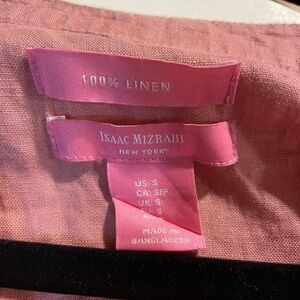 100% LINEN
ISAAC MIZRAHI
NEW YORK™
US: S
CA: S/P
UK: S
MADE IN
BANGLADESH